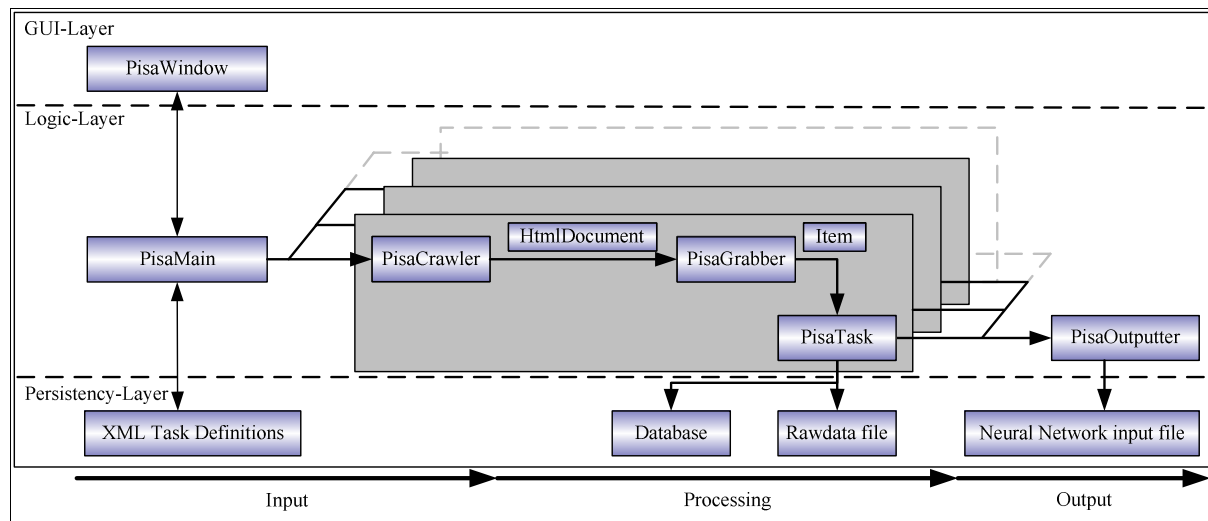 GUI-Layer
PisaWindow
Logic-Layer
HtmlDocument
Item
PisaMain
PisaCrawler
PisaGrabber
PisaTask
PisaOutputter
Persistency-Layer
XML Task Definitions
Database
Rawdata file
Neural Network input file
Input
Processing
Output